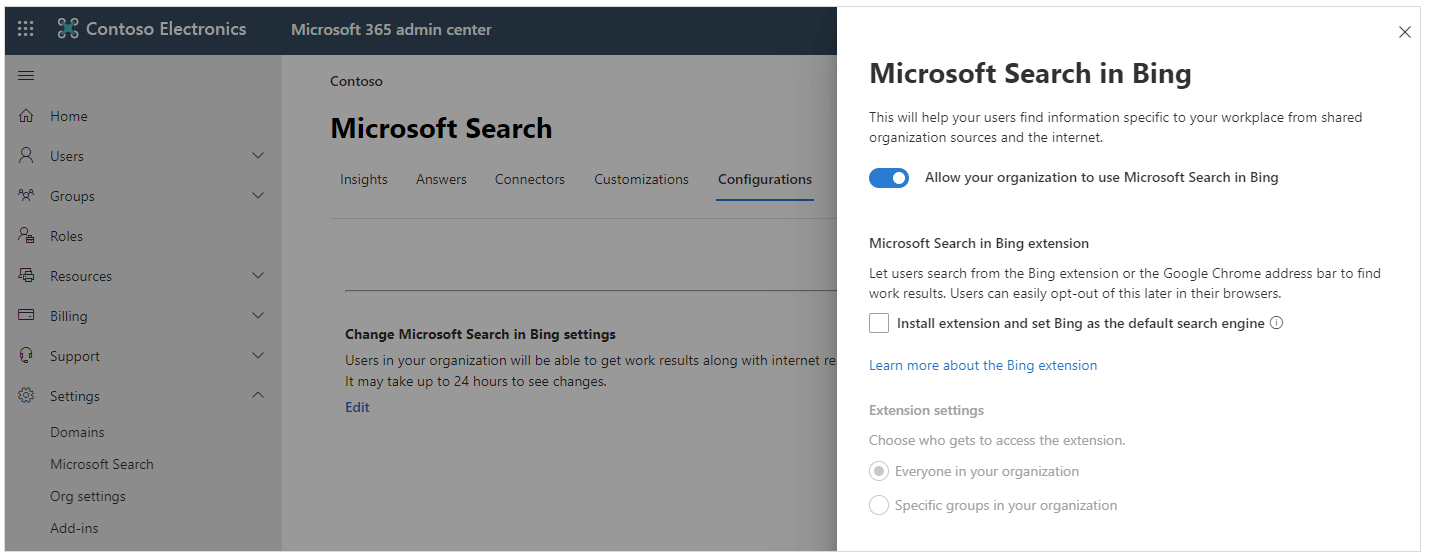 Contoso Electronics
Microsoft 365 admin center
Home
Users
Groups
Roles
Resources
Billing
Support
Settings
Domains
Microsoft Search
Org settings
Add-ins
Contoso
Microsoft Search
Insights Answers Connectors Customizations Configurations
Change Microsoft Search in Bing settings
Users in your organization will be able to get work results along with internet re
It may take up to 24 hours to see changes.
Edit
Microsoft Search in Bing
This will help your users find information specific to your workplace from shared
organization sources and the internet.
Allow your organization to use Microsoft Search in Bing
Microsoft Search in Bing extension
Let users search from the Bing extension or the Google Chrome address bar to find
work results. Users can easily opt-out of this later in their browsers.
Install extension and set Bing as the default search engine
Learn more about the Bing extension
Extension settings
Choose who gets to access the extension.
Everyone in your organization
Specific groups in your organization